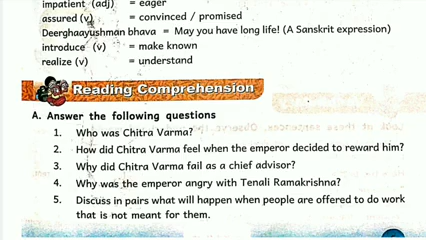 impatient (adj) = eager
assured (v) = convinced / promised
Deerghaayushman bhava = May you have long life! (A Sanskrit expression)
introduce (v) = make known
realize (v) = understand
Reading Comprehension
A. Answer the following questions
1. Who was Chitra Varma?
2. How did Chitra Varma feel when the emperor decided to reward him?
3. Why did Chitra Varma fail as a chief advisor?
4. Why was the emperor angry with Tenali Ramakrishna?
5. Discuss in pairs what will happen when people are offered to do work
that is not meant for them.